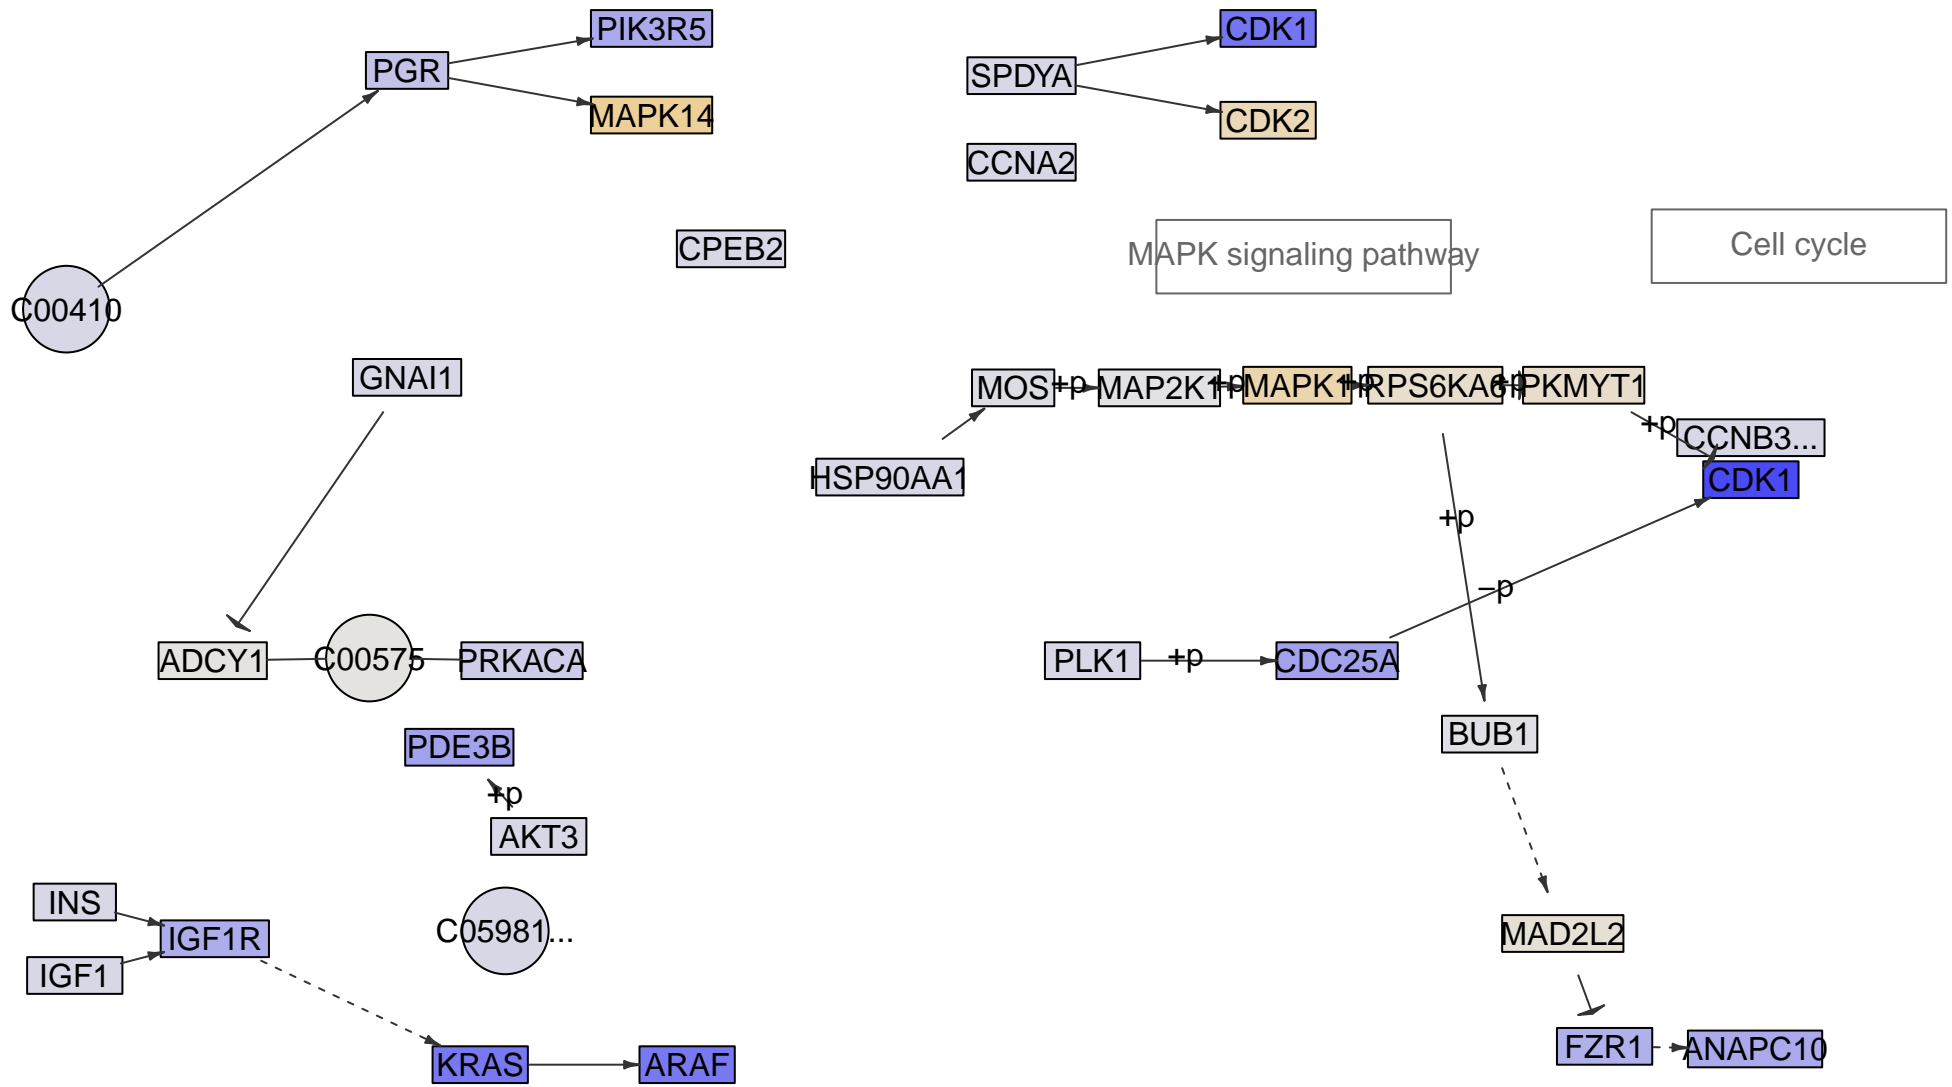 PIK3R5
CDK1
PGR
SPDYA
MAPK14
CDK2
CCNA2
CPEB2
MAPK signaling pathway
Cell cycle
C00410
GNAI1
MOS
+p
MAP2K1
+p
MAPK1
+p
RPS6KA6
+p
PKMYT1
+p
CCNB3...
HSP90AA1
CDK1
+p
−p
ADCY1
C00575
PRKACA
PLK1
+p
CDC25A
BUB1
PDE3B
+p
AKT3
INS
IGF1R
C05981...
MAD2L2
IGF1
KRAS
ARAF
FZR1
ANAPC10